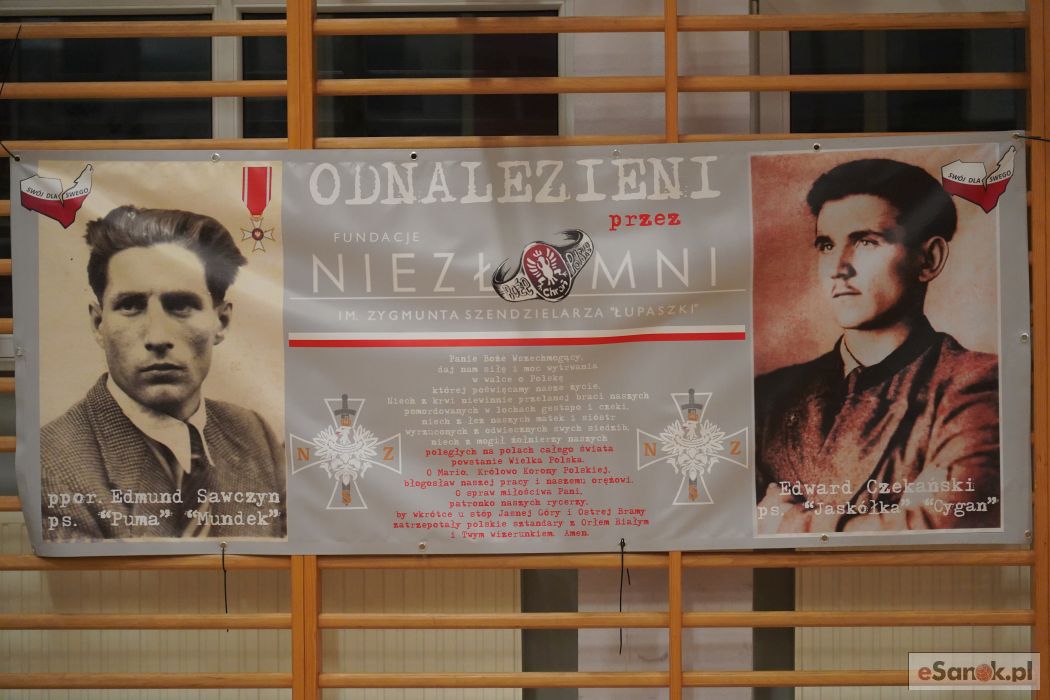 SWÓJ DLA SWEGO
ODNALEZIENI
przez
SWÓJ DLA SWEGO
FUNDACJE
NIEZŁOMNI
IM. ZYGMUNTA SZENDZIELARZA "ŁUPASZKI"
Panie Boże Wszechmogący,
daj nam siłę i moc wytrwania
w walce o Polskę
której poświęcamy nasze życie.
Niech z krwi niewinnie przelanej braci naszych
pomordowanych w lochach gestapo i czeki,
niech z łez naszych matek i sióstr
wyrzuconych z odwiecznych swych siedzib,
niech z mogił żołnierzy naszych
poległych na polach całego świata
powstanie Wielka Polska.
O Mario, Królowo Korony Polskiej,
błogosław naszej pracy i naszemu orężowi.
O spraw miłościwa Pani,
patronko naszych rycerzy,
by wkrótce u stóp Jasnej Góry i Ostrej Bramy
zatrzepotały polskie sztandary z Orłem Białym
i Twym wizerunkiem. Amen.
N Z
N Z
ppor. Edmund Sawczyn
ps. "Puma" "Mundek"
Edward Czekański
ps. "Jaskółka" "Cygan"
eSanok.pl